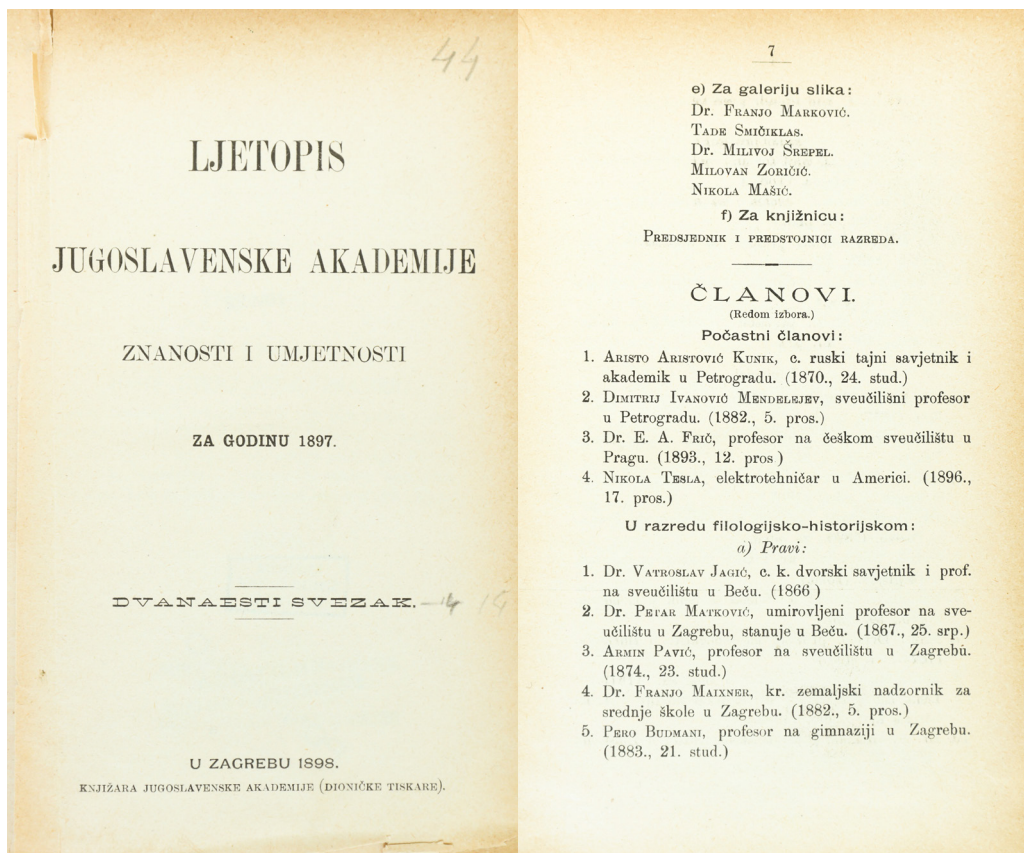 44
LJETOPIS
JUGOSLAVENSKE AKADEMIJE
ZNANOSTI I UMJETNOSTI
ZA GODINU 1897.
DVANAESTI SVEZAK.
U ZAGREBU 1898.
KNJIŽARA JUGOSLAVENSKE AKADEMIJE (DIONIČKE TISKARE).
7
e) Za galeriju slika:
Dr. Franjo Marković.
Tade Smičiklas.
Dr. Milivoj Šrepel.
Milovan Zoričić.
Nikola Mašić.
f) Za knjižnicu:
Predsjednik i predstojnici razreda.
ČLANOVI.
(Redom izbora.)
Počastni članovi:
1. Aristo Aristović Kunik, c. ruski tajni savjetnik i
akademik u Petrogradu. (1870., 24. stud.)
2. Dimitrij Ivanović Mendelejev, sveučilišni profesor
u Petrogradu. (1882., 5. pros.)
3. Dr. E. A. Frič, profesor na češkom sveučilištu u
Pragu. (1893., 12. pros)
4. Nikola Tesla, elektrotehničar u Americi. (1896.,
17. pros.)
U razredu filologijsko-historijskom:
a) Pravi:
1. Dr. Vatroslav Jagić, c. k. dvorski savjetnik i prof.
na sveučilištu u Beču. (1866)
2. Dr. Petar Matković, umirovljeni profesor na sve-
učilištu u Zagrebu, stanuje u Beču. (1867., 25. srp.)
3. Armin Pavić, profesor na sveučilištu u Zagrebu.
(1874., 23. stud.)
4. Dr. Franjo Maixner, kr. zemaljski nadzornik za
srednje škole u Zagrebu. (1882., 5. pros.)
5. Pero Budmani, profesor na gimnaziji u Zagrebu.
(1883., 21. stud.)